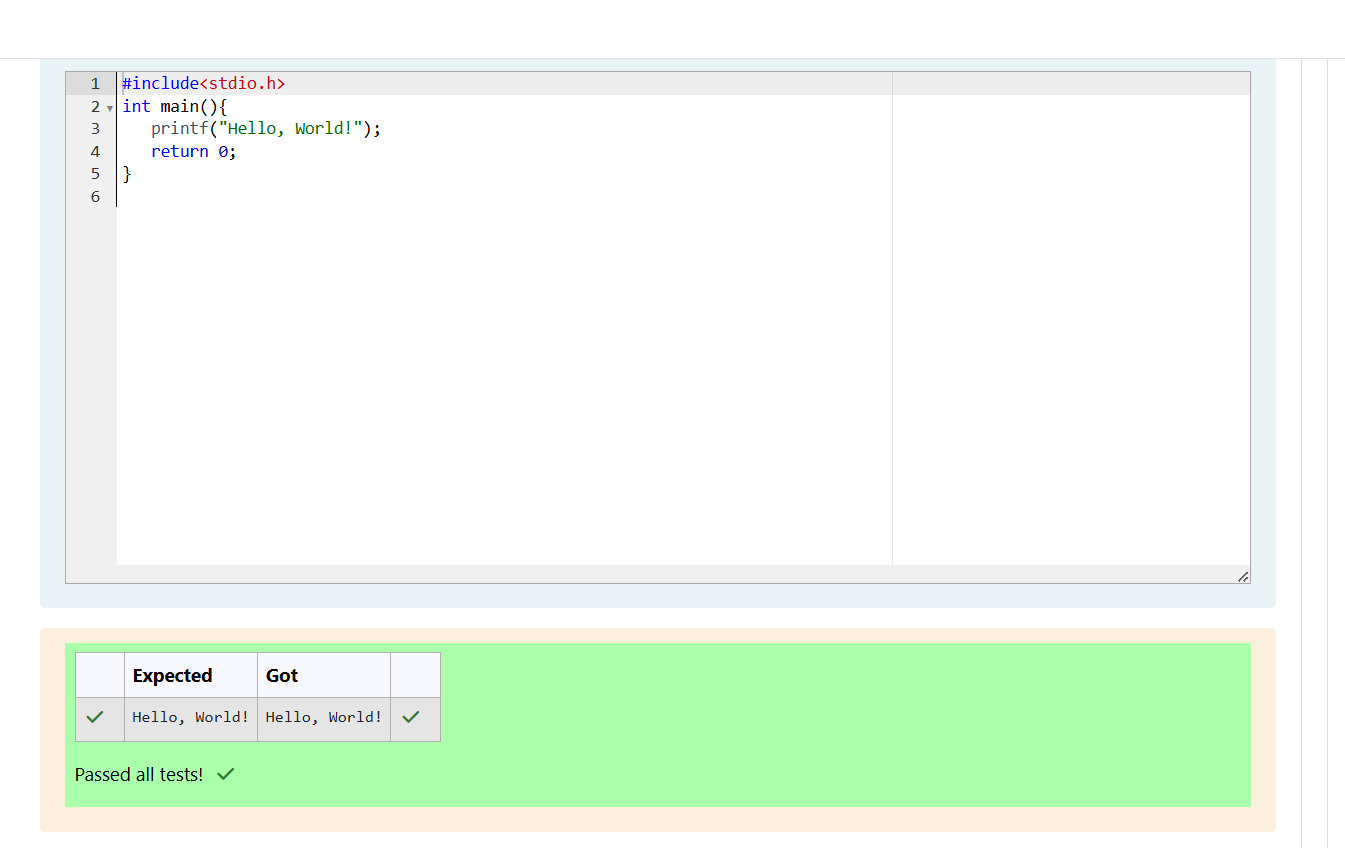 1 #include<stdio.h>
2 int main(){
3    printf("Hello, World!");
4    return 0;
5 }
6
Expected Got
Hello, World! Hello, World!
Passed all tests!